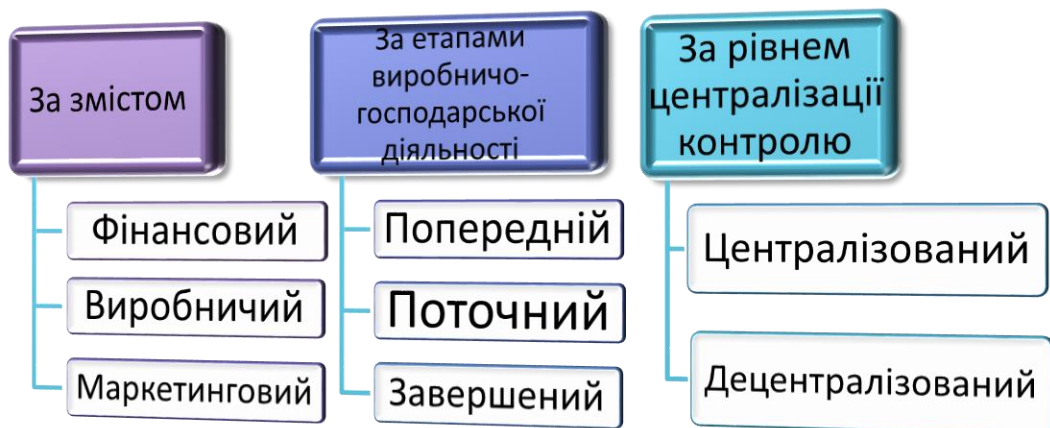 За змістом
Фінансовий
Виробничий
Маркетинговий
За етапами
виробничо-
господарської
діяльності
Попередній
Поточний
Завершений
За рівнем
централізації
контролю
Централізований
Децентралізований